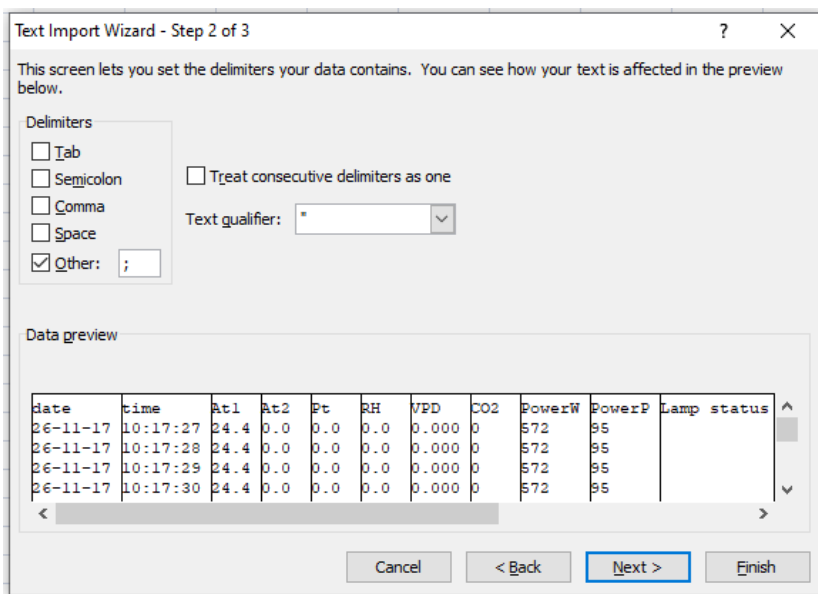 Text Import Wizard - Step 2 of 3 ?
This screen lets you set the delimiters your data contains. You can see how your text is affected in the preview
below.
Delimiters
Tab
Semicolon
Comma
Space
Other: ;
Treat consecutive delimiters as one
Text qualifier: "
Data preview
date time At1 At2 Pt RH VPD CO2 PowerW PowerP Lamp status
26-11-17 10:17:27 24.4 0.0 0.0 0.0 0.000 0 572 95
26-11-17 10:17:28 24.4 0.0 0.0 0.0 0.000 0 572 95
26-11-17 10:17:29 24.4 0.0 0.0 0.0 0.000 0 572 95
26-11-17 10:17:30 24.4 0.0 0.0 0.0 0.000 0 572 95
Cancel < Back Next > Finish